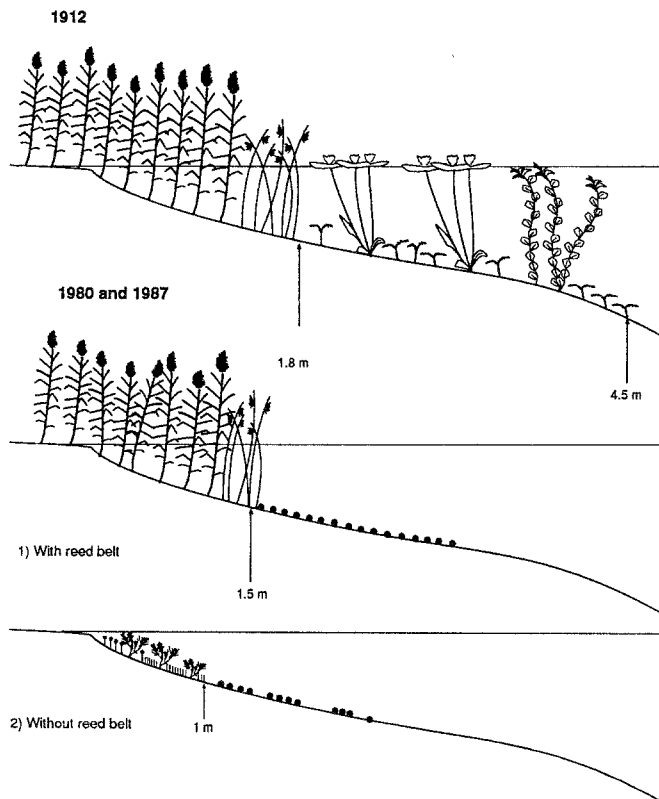 1912
1.8 m
4.5 m
1980 and 1987
1) With reed belt
1.5 m
2) Without reed belt
1 m